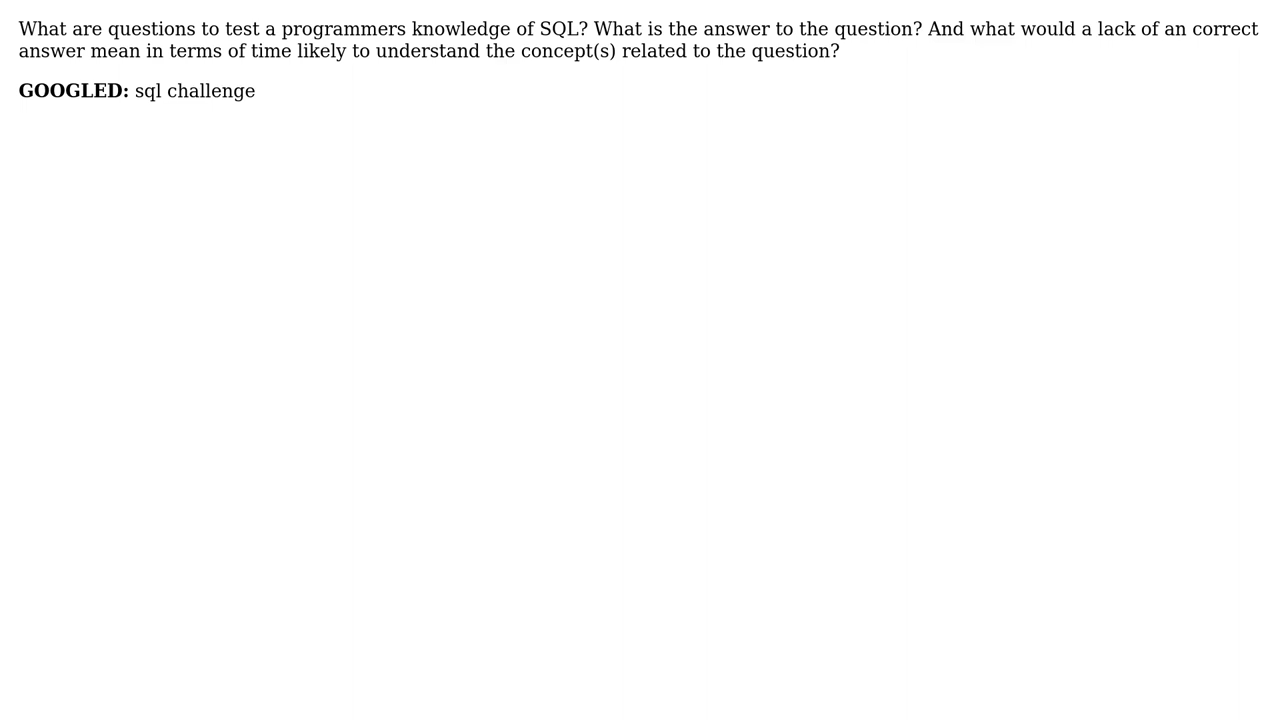 What are questions to test a programmers knowledge of SQL? What is the answer to the question? And what would a lack of an correct
answer mean in terms of time likely to understand the concept(s) related to the question?
GOOGLED: sql challenge